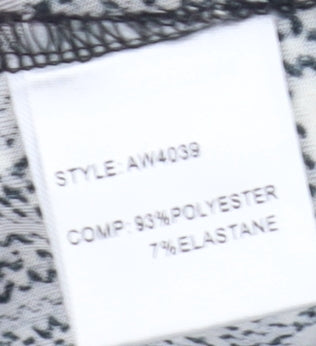 STYLE: AW4039
COMP: 93%POLYESTER
7%ELASTANE